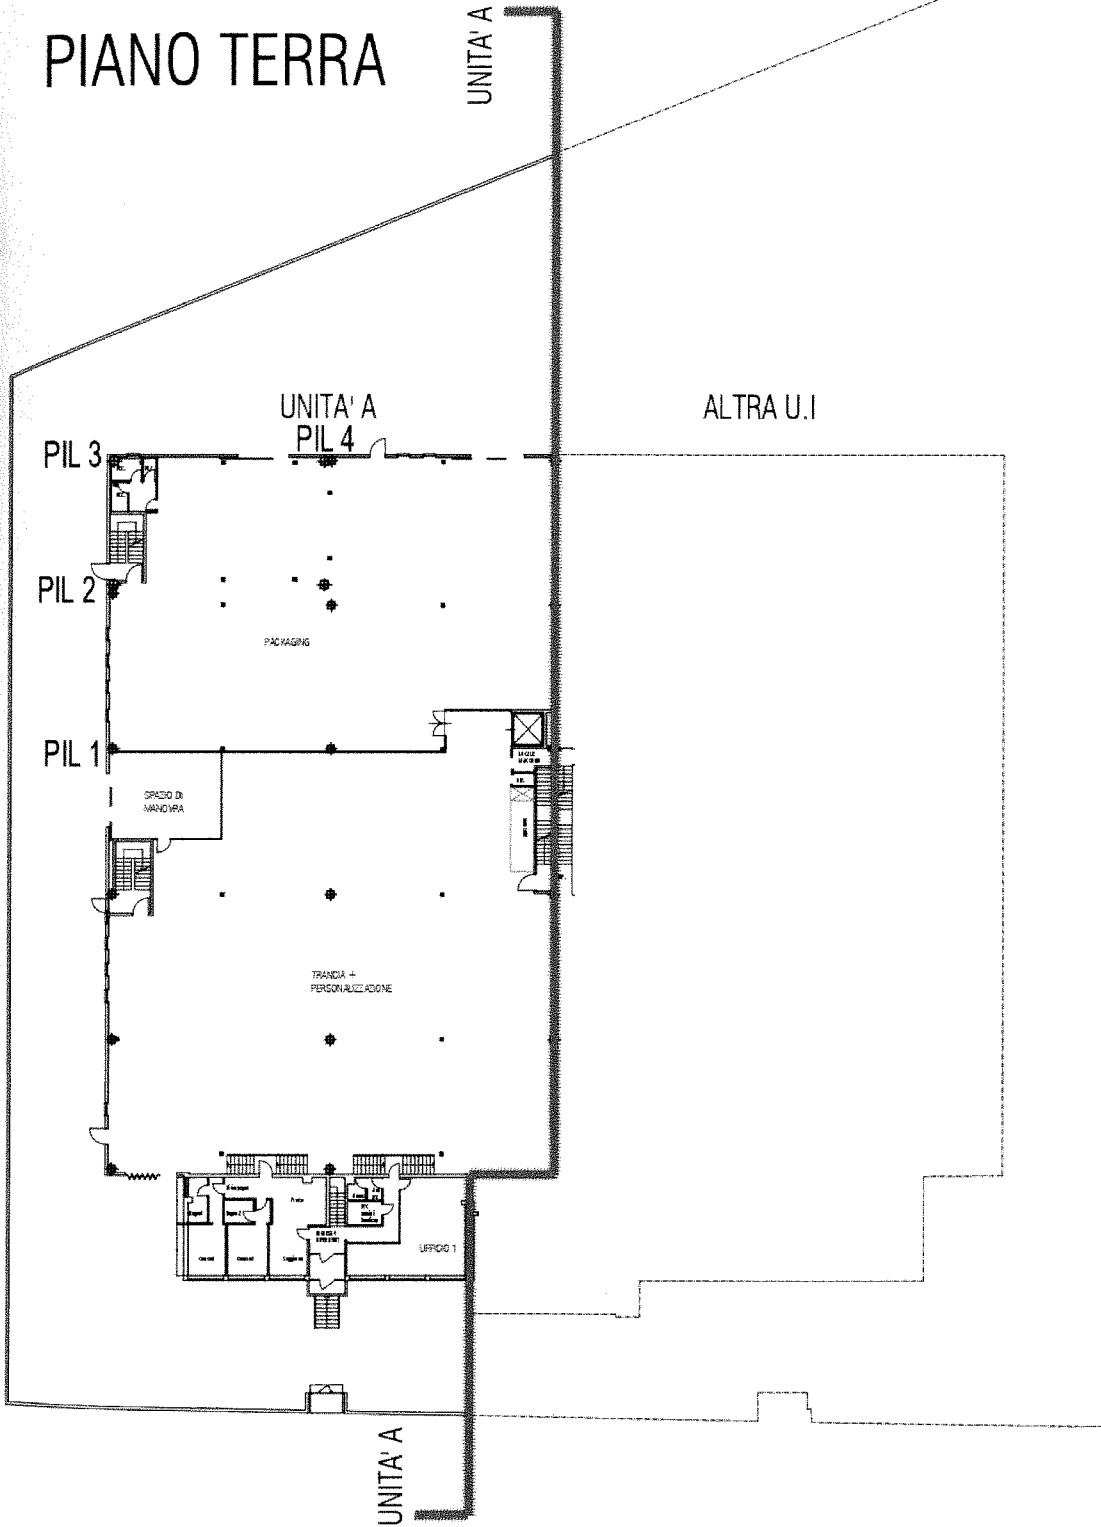 PIANO TERRA
UNITA' A
UNITA' A
ALTRA U.I
PIL 4
PIL 3
PIL 2
PACKAGING
PIL 1
SPAZIO DI
MANOVRA
TRANCIA +
PERSONALIZZAZIONE
UFFICIO 1
UNITA' A